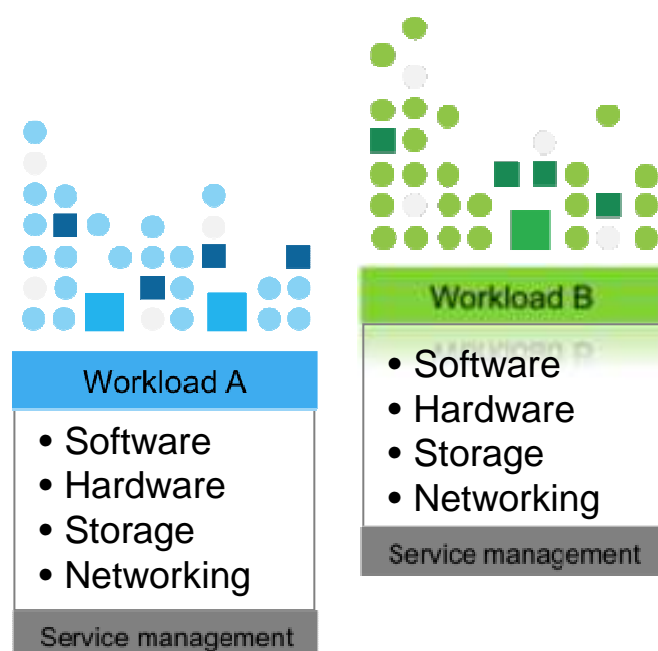 Workload A
• Software
• Hardware
• Storage
• Networking
Service management
Workload B
• Software
• Hardware
• Storage
• Networking
Service management